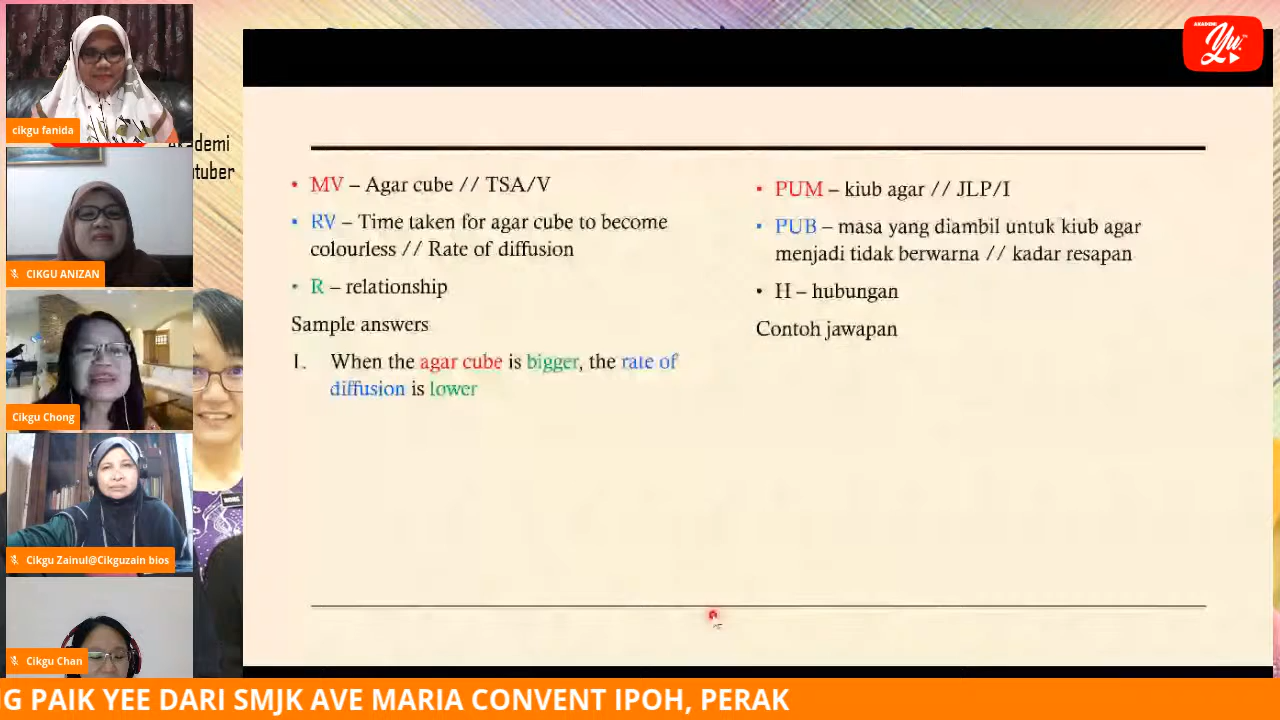 cikgu fanida
CIKGU ANIZAN
Cikgu Chong
Cikgu Zainul@Cikguzain bios
Cikgu Chan
AKADEMI
Yu.
• MV – Agar cube // TSA/V
• RV – Time taken for agar cube to become
colourless // Rate of diffusion
• R – relationship
Sample answers
1. When the agar cube is bigger, the rate of
diffusion is lower
• PUM – kiub agar // JLP/I
• PUB – masa yang diambil untuk kiub agar
menjadi tidak berwarna // kadar resapan
• H – hubungan
Contoh jawapan
G PAIK YEE DARI SMJK AVE MARIA CONVENT IPOH, PERAK